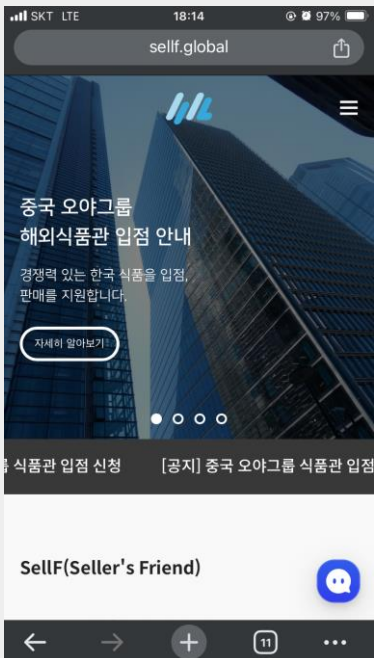 SKT LTE 18:14 97%
sellf.global
중국 오야그룹
해외식품관 입점 안내
경쟁력 있는 한국 식품을 입점,
판매를 지원합니다.
자세히 알아보기
식품관 입점 신청 [공지] 중국 오야그룹 식품관 입점
SellF(Seller's Friend)
11